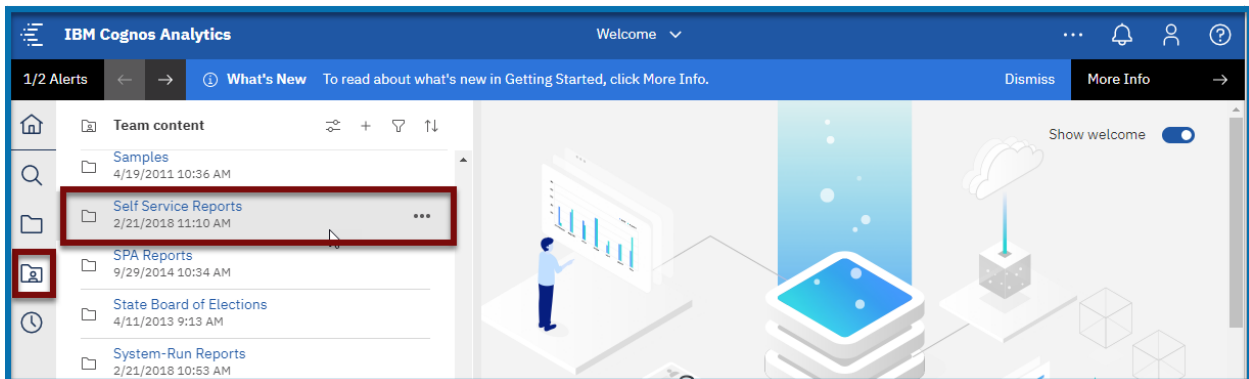 IBM Cognos Analytics
Welcome
1/2 Alerts
What's New To read about what's new in Getting Started, click More Info.
Dismiss
More Info
Team content
Show welcome
Samples
4/19/2011 10:36 AM
Self Service Reports
2/21/2018 11:10 AM
SPA Reports
9/29/2014 10:34 AM
State Board of Elections
4/11/2013 9:13 AM
System-Run Reports
2/21/2018 10:53 AM